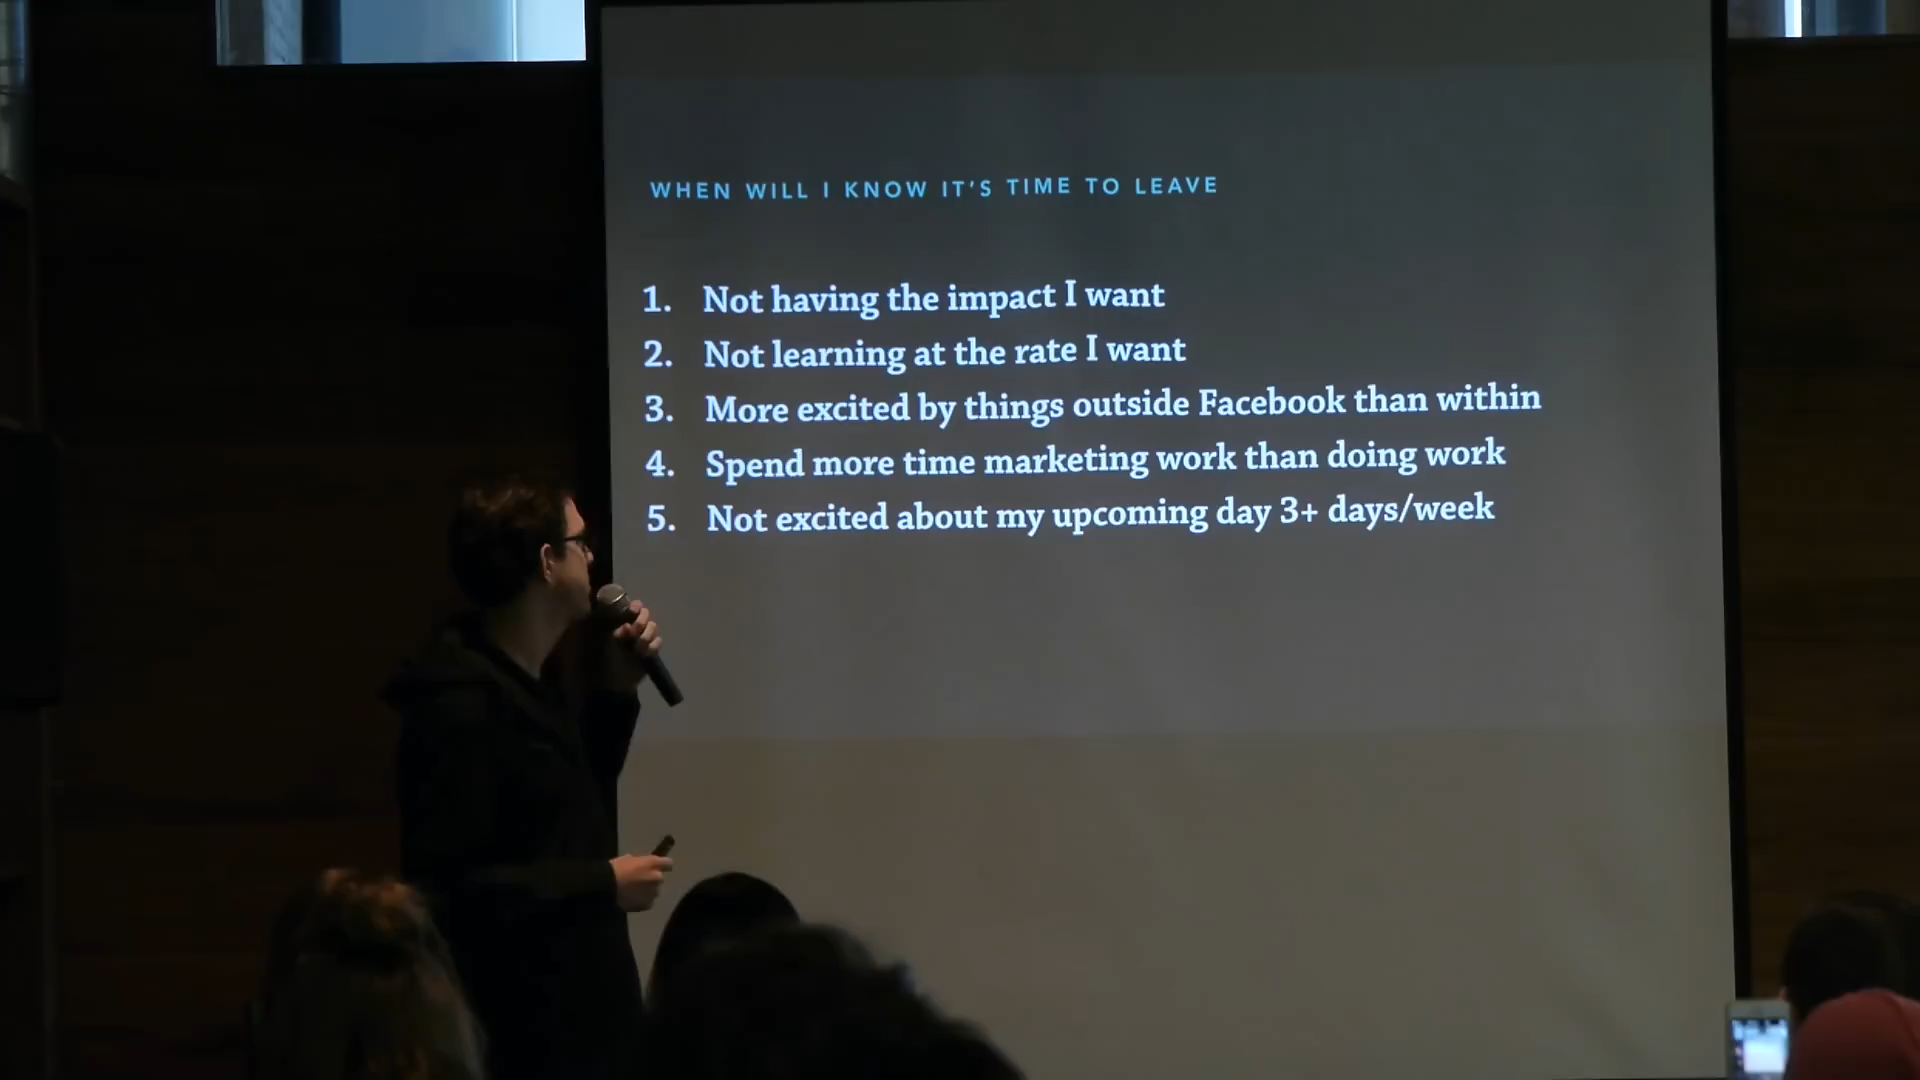 WHEN WILL I KNOW IT'S TIME TO LEAVE
1. Not having the impact I want
2. Not learning at the rate I want
3. More excited by things outside Facebook than within
4. Spend more time marketing work than doing work
5. Not excited about my upcoming day 3+ days/week